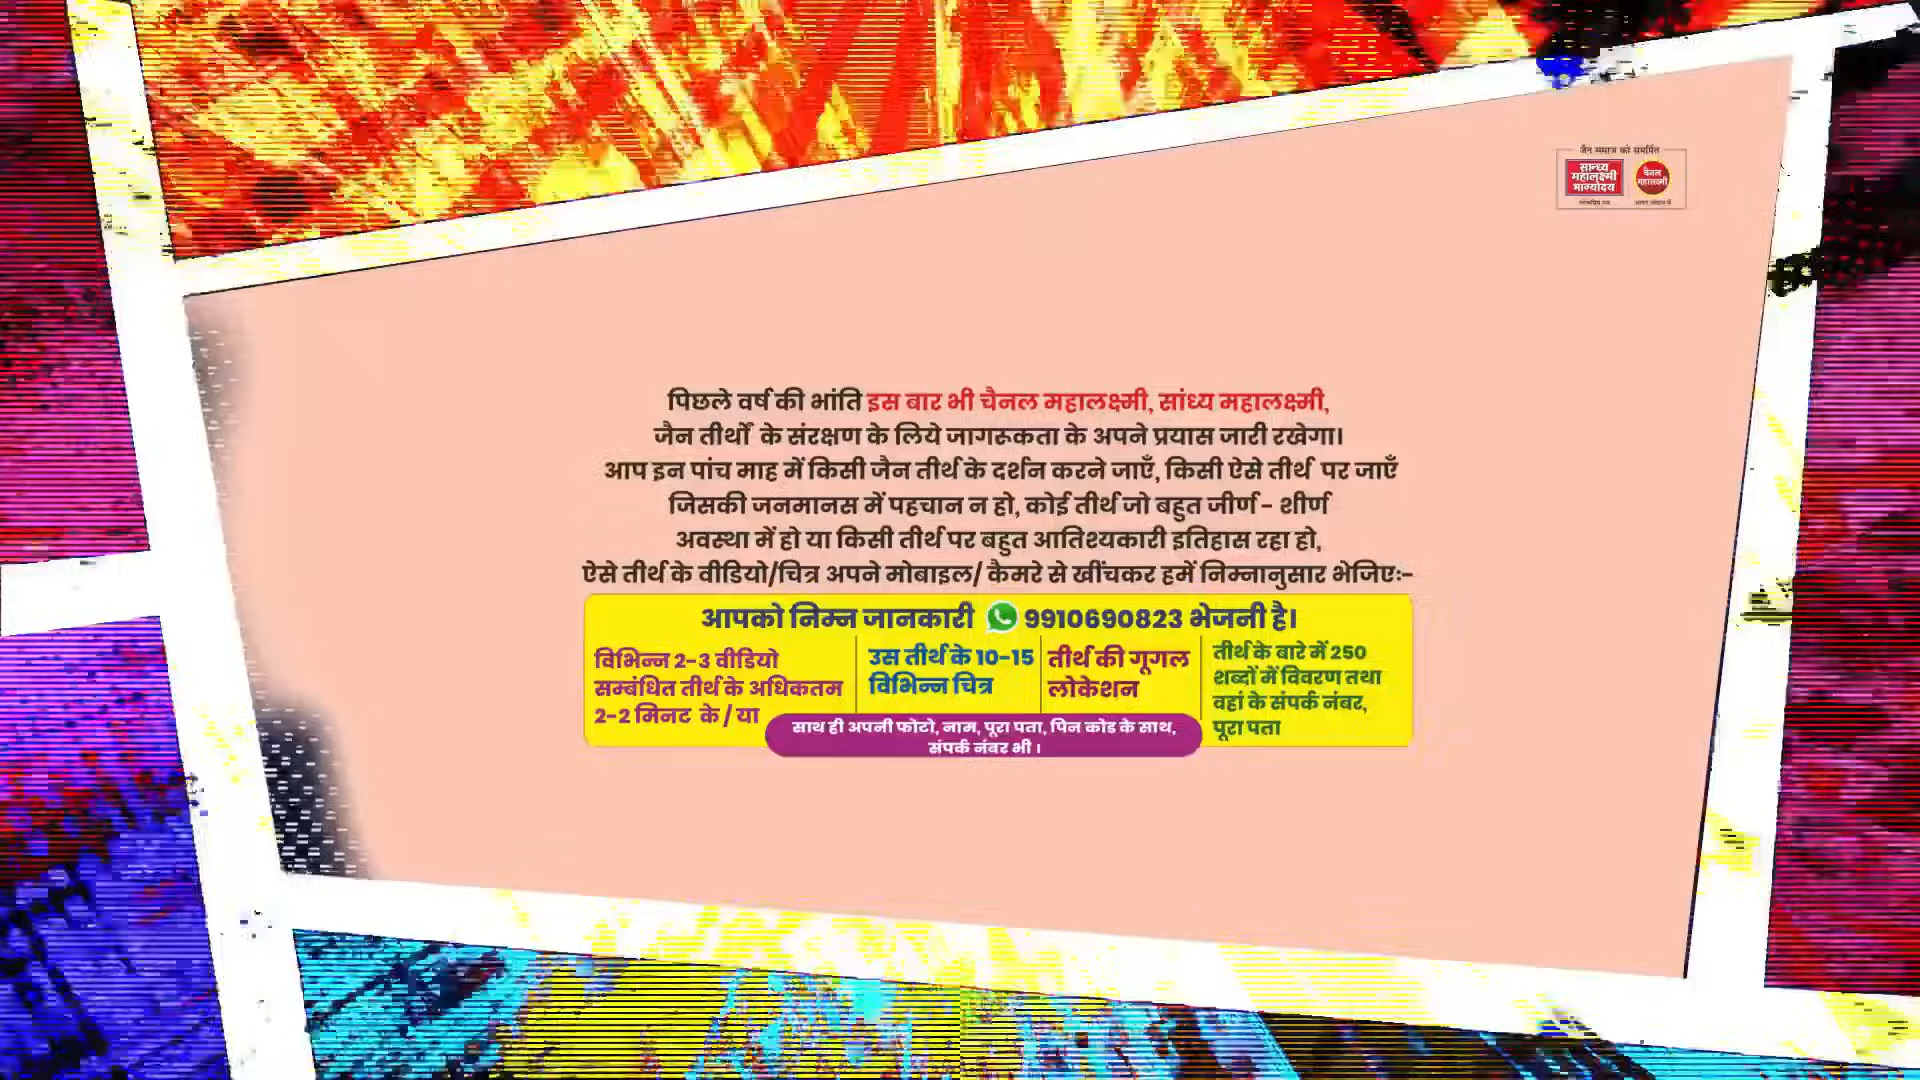 जैन समाज को समर्पित
सान्ध्य
महालक्ष्मी
भाग्योदय
चैनल
महालक्ष्मी
पिछले वर्ष की भांति इस बार भी चैनल महालक्ष्मी, सांध्य महालक्ष्मी,
जैन तीर्थों के संरक्षण के लिये जागरूकता के अपने प्रयास जारी रखेगा।
आप इन पांच माह में किसी जैन तीर्थ के दर्शन करने जाएँ, किसी ऐसे तीर्थ पर जाएँ
जिसकी जनमानस में पहचान न हो, कोई तीर्थ जो बहुत जीर्ण - शीर्ण
अवस्था में हो या किसी तीर्थ पर बहुत आतिश्यकारी इतिहास रहा हो,
ऐसे तीर्थ के वीडियो/चित्र अपने मोबाइल/ कैमरे से खींचकर हमें निम्नानुसार भेजिए:-
आपको निम्न जानकारी 9910690823 भेजनी है।
विभिन्न 2-3 वीडियो
सम्बंधित तीर्थ के अधिकतम
2-2 मिनट के / या
उस तीर्थ के 10-15
विभिन्न चित्र
तीर्थ की गूगल
लोकेशन
तीर्थ के बारे में 250
शब्दों में विवरण तथा
वहां के संपर्क नंबर,
पूरा पता
साथ ही अपनी फोटो, नाम, पूरा पता, पिन कोड के साथ,
संपर्क नंबर भी ।